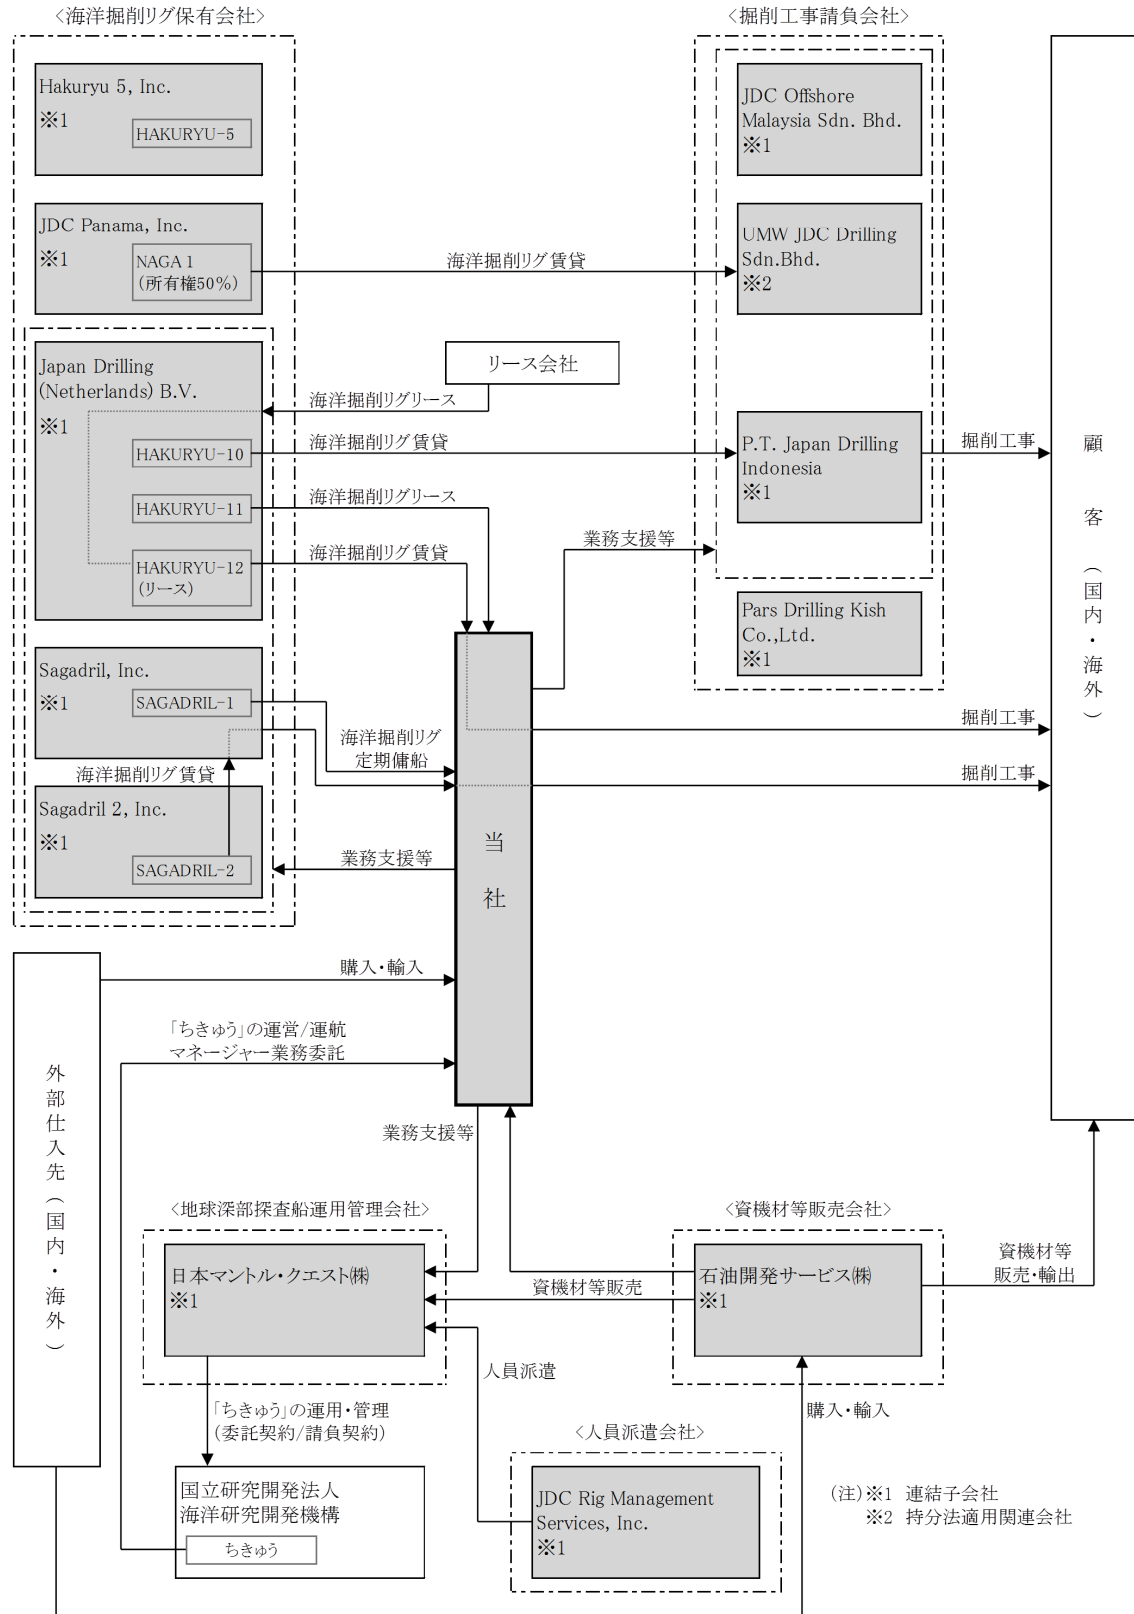 〈海洋掘削リグ保有会社〉
〈掘削工事請負会社〉
Hakuryu 5, Inc.
※1
HAKURYU-5
JDC Offshore
Malaysia Sdn. Bhd.
※1
JDC Panama, Inc.
※1
NAGA 1
(所有権50%)
海洋掘削リグ賃貸
UMW JDC Drilling
Sdn.Bhd.
※2
Japan Drilling
(Netherlands) B.V.
※1
リース会社
海洋掘削リグリース
HAKURYU-10
海洋掘削リグ賃貸
P.T. Japan Drilling
Indonesia
※1
掘削工事
HAKURYU-11
海洋掘削リグリース
HAKURYU-12
(リース)
海洋掘削リグ賃貸
業務支援等
Pars Drilling Kish
Co.,Ltd.
※1
顧客(国内・海外)
Sagadril, Inc.
※1
SAGADRIL-1
海洋掘削リグ
定期傭船
掘削工事
掘削工事
海洋掘削リグ賃貸
Sagadril 2, Inc.
※1
SAGADRIL-2
業務支援等
当社
購入・輸入
「ちきゅう」の運営/運航
マネージャー業務委託
外部仕入先(国内・海外)
業務支援等
〈地球深部探査船運用管理会社〉
〈資機材等販売会社〉
日本マントル・クエスト㈱
※1
資機材等販売
石油開発サービス㈱
※1
資機材等
販売・輸出
人員派遣
「ちきゅう」の運用・管理
(委託契約/請負契約)
購入・輸入
〈人員派遣会社〉
国立研究開発法人
海洋研究開発機構
ちきゅう
JDC Rig Management
Services, Inc.
※1
(注)※1 連結子会社
※2 持分法適用関連会社